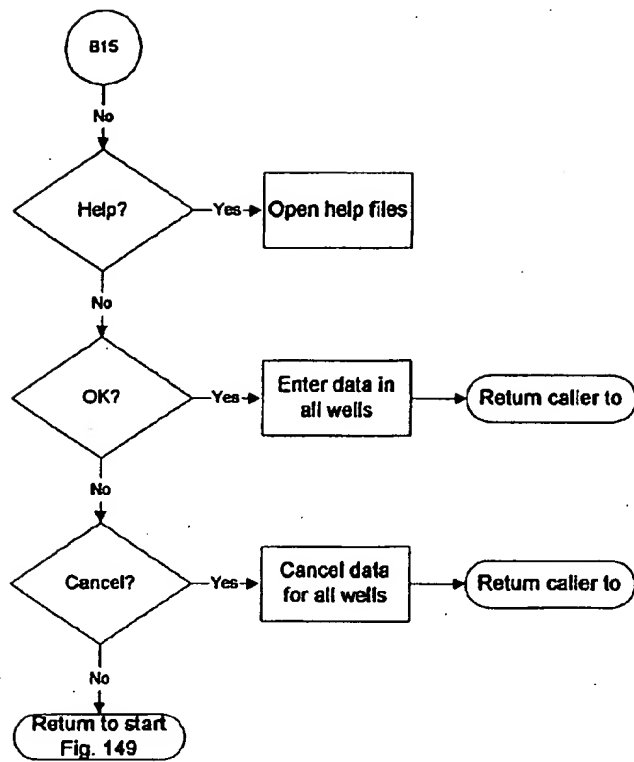 B15
No
Help?
Yes
Open help files
No
OK?
Yes
Enter data in
all wells
Return caller to
No
Cancel?
Yes
Cancel data
for all wells
Return caller to
No
Return to start
Fig. 149